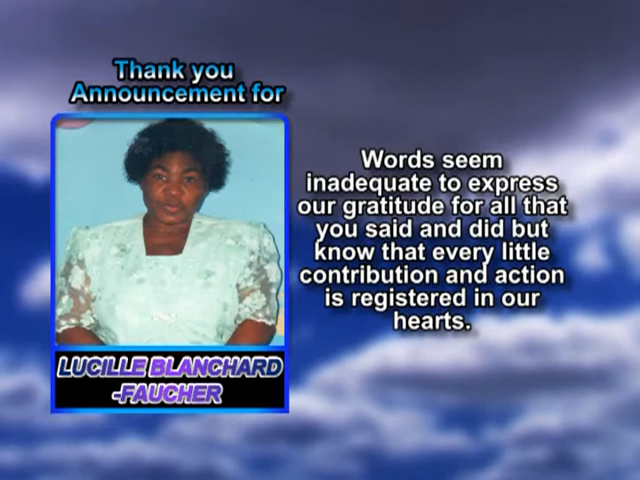 Thank you
Announcement for
Words seem
inadequate to express
our gratitude for all that
you said and did but
know that every little
contribution and action
is registered in our
hearts.
LUCILLE BLANCHARD
-FAUCHER